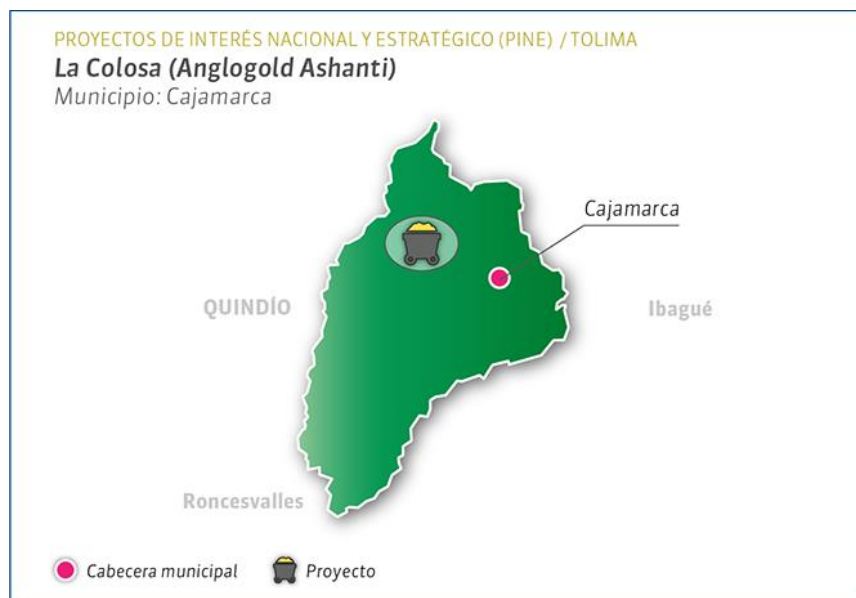 PROYECTOS DE INTERÉS NACIONAL Y ESTRATÉGICO (PINE) / TOLIMA
La Colosa (Anglogold Ashanti)
Municipio: Cajamarca
Cajamarca
QUINDÍO
Ibagué
Roncesvalles
Cabecera municipal
Proyecto